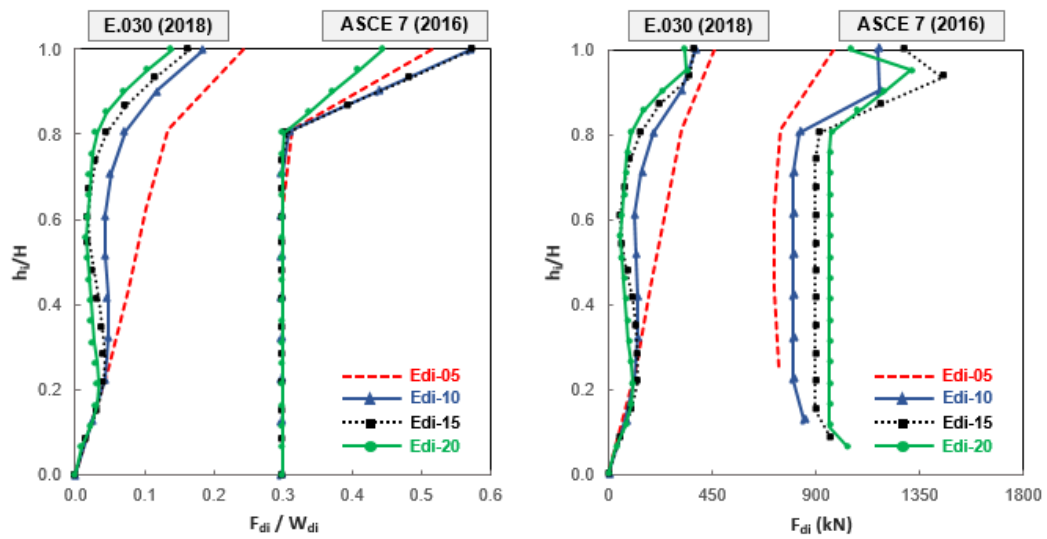 E.030 (2018)
ASCE 7 (2016)
1.0
0.8
0.6
0.4
0.2
0.0
hᵢ/H
Edi-05
Edi-10
Edi-15
Edi-20
0.0 0.1 0.2 0.3 0.4 0.5 0.6
F_di / W_di
E.030 (2018)
ASCE 7 (2016)
1.0
0.8
0.6
0.4
0.2
0.0
hᵢ/H
Edi-05
Edi-10
Edi-15
Edi-20
0 450 900 1350 1800
F_di (kN)